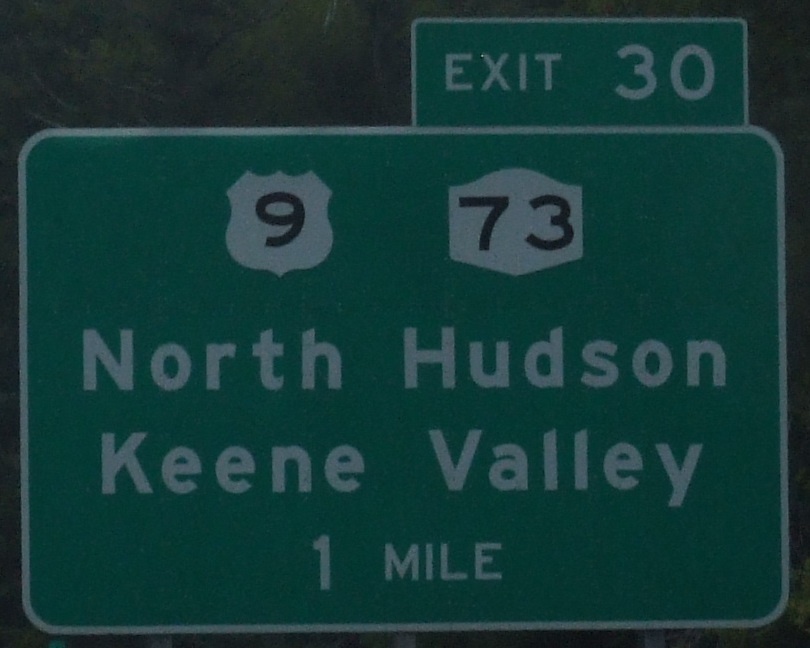 EXIT 30
9 73
North Hudson
Keene Valley
1 MILE